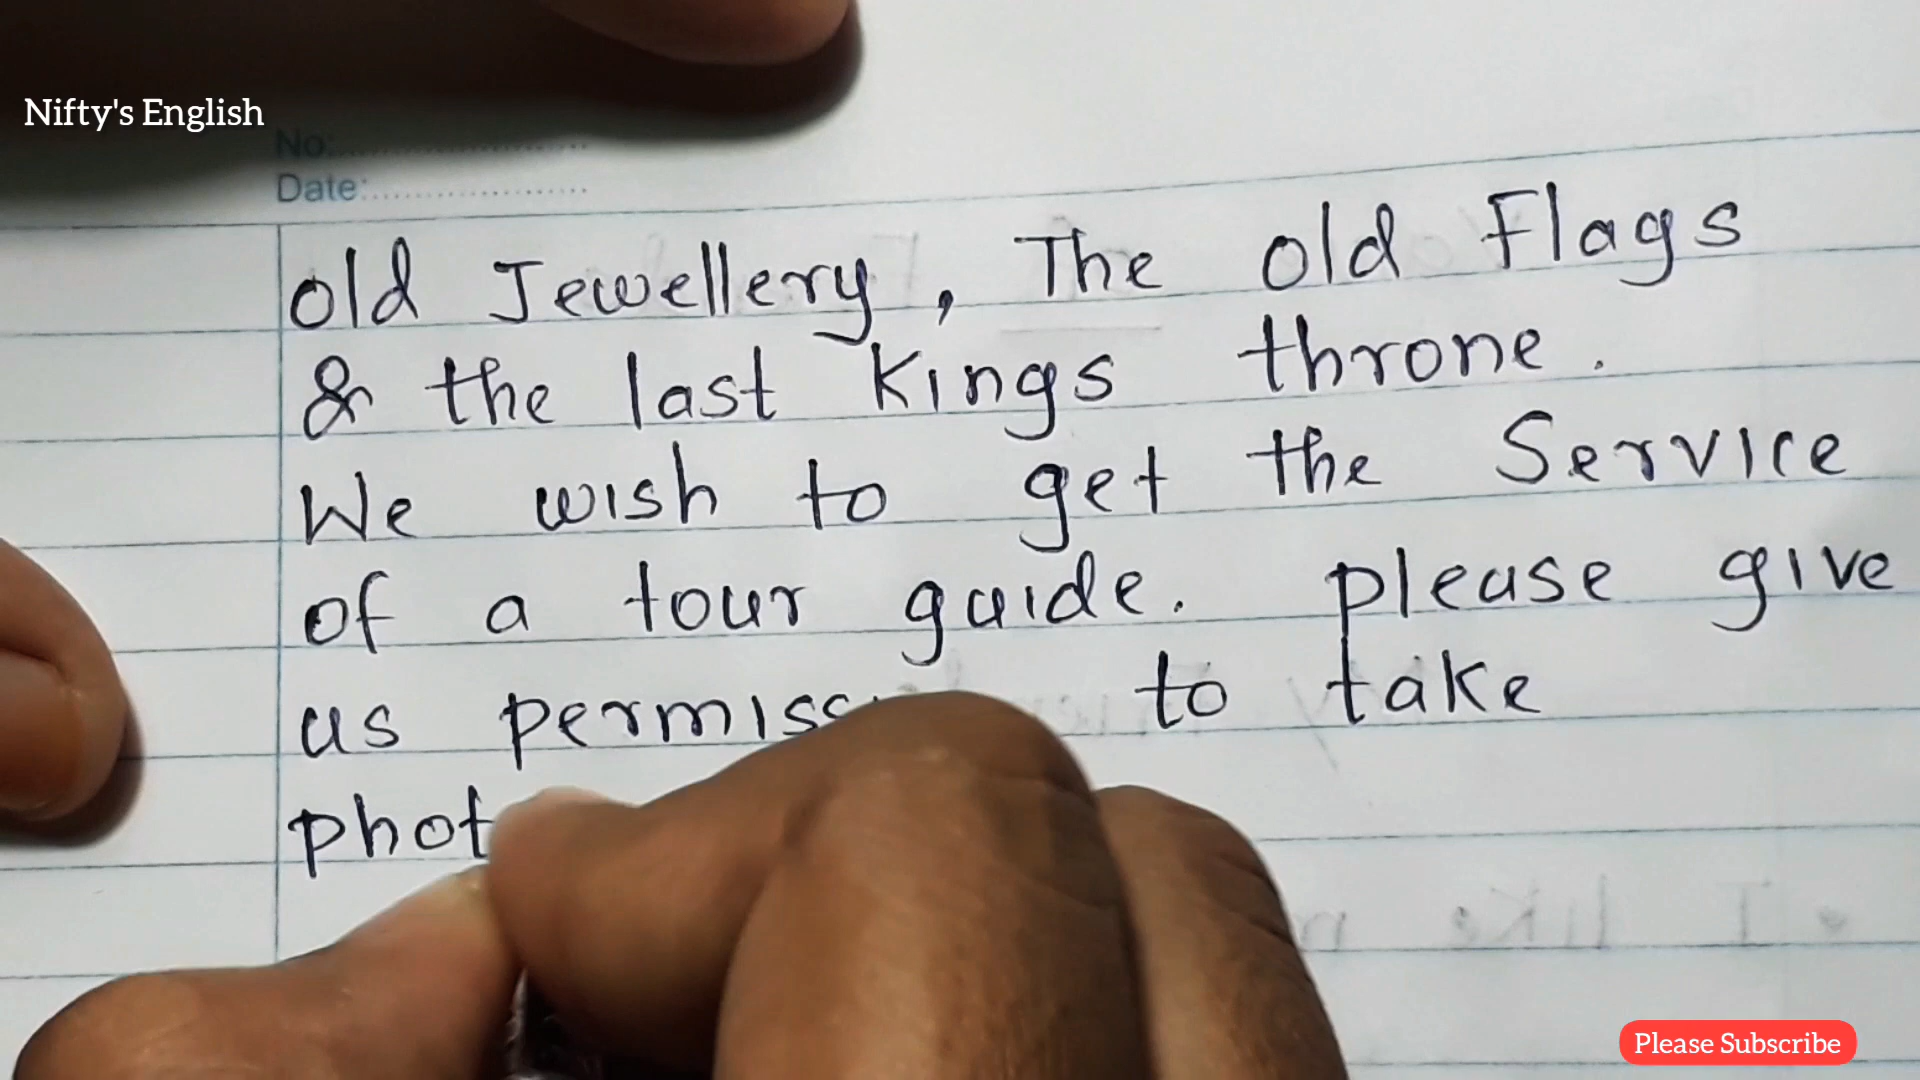 Nifty's English
No:
Date:
old Jewellery, The old Flags
& the last Kings throne.
We wish to get the Service
of a tour guide. please give
us to take
Please Subscribe